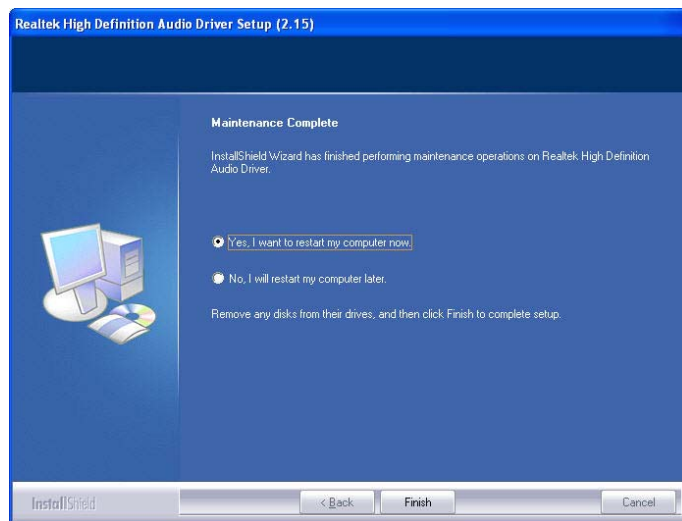 Realtek High Definition Audio Driver Setup (2.15)
Maintenance Complete
InstallShield Wizard has finished performing maintenance operations on Realtek High Definition
Audio Driver.
Yes, I want to restart my computer now.
No, I will restart my computer later.
Remove any disks from their drives, and then click Finish to complete setup.
InstallShield
< Back
Finish
Cancel